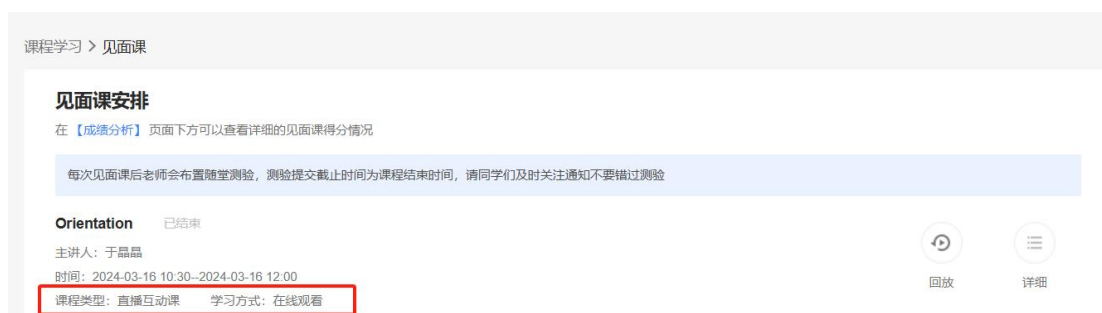 课程学习 > 见面课
见面课安排
在【成绩分析】页面下方可以查看详细的见面课得分情况
每次见面课后老师会布置随堂测验，测验提交截止时间为课程结束时间，请同学们及时关注通知不要错过测验
Orientation 已结束
主讲人：于晶晶
时间：2024-03-16 10:30--2024-03-16 12:00
课程类型：直播互动课 学习方式：在线观看
回放 详细